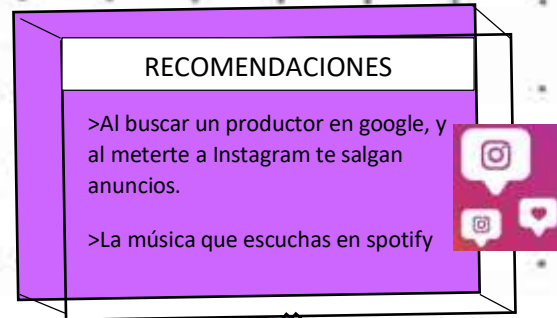 RECOMENDACIONES
>Al buscar un productor en google, y
al meterte a Instagram te salgan
anuncios.
>La música que escuchas en spotify